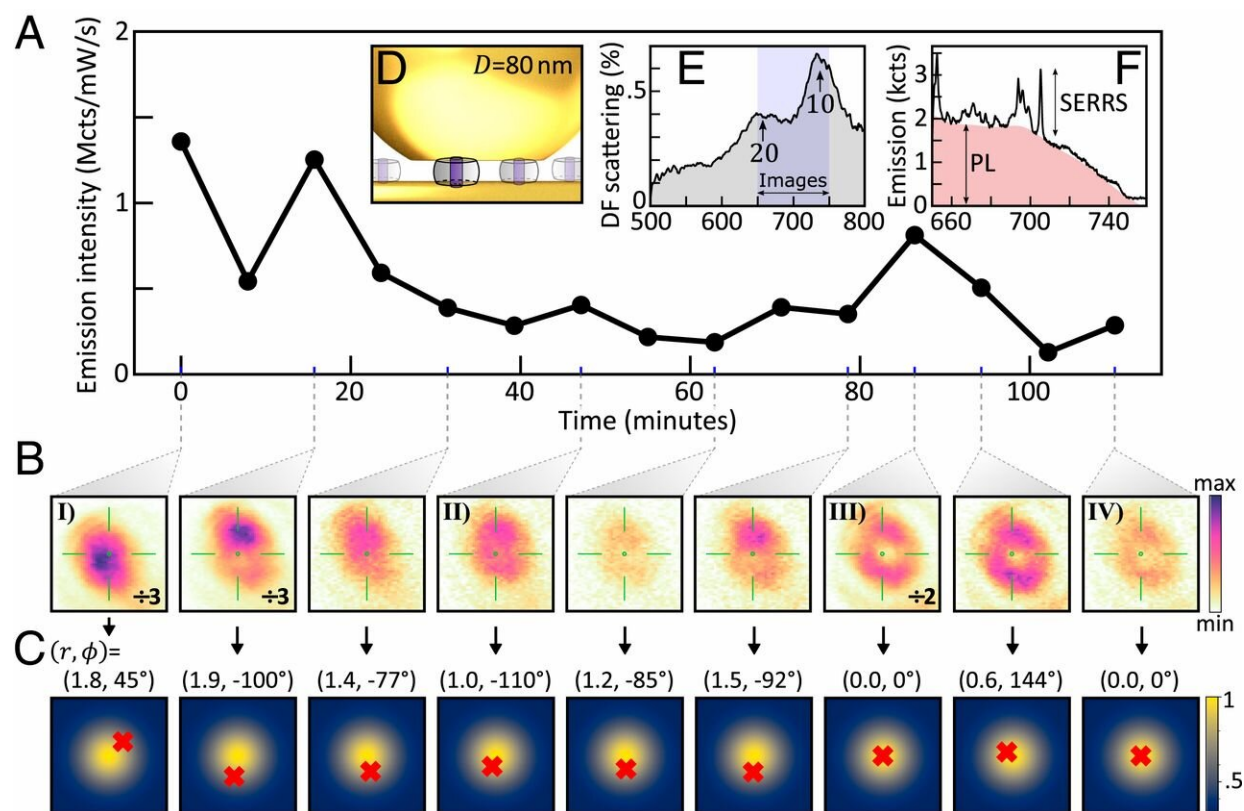 A
Emission intensity (Mcts/mW/s)
2
1
0
0 20 40 60 80 100
Time (minutes)
D
D=80 nm
E
DF scattering (%)
.5
0
20
10
Images
500 600 700 800
F
Emission (kcts)
3
2
1
0
SERRS
PL
660 700 740
B
I)
÷3
÷3
II)
III)
÷2
IV)
max
min
C
(r, ϕ)=
(1.8, 45°) (1.9, -100°) (1.4, -77°) (1.0, -110°) (1.2, -85°) (1.5, -92°) (0.0, 0°) (0.6, 144°) (0.0, 0°)
1
.5